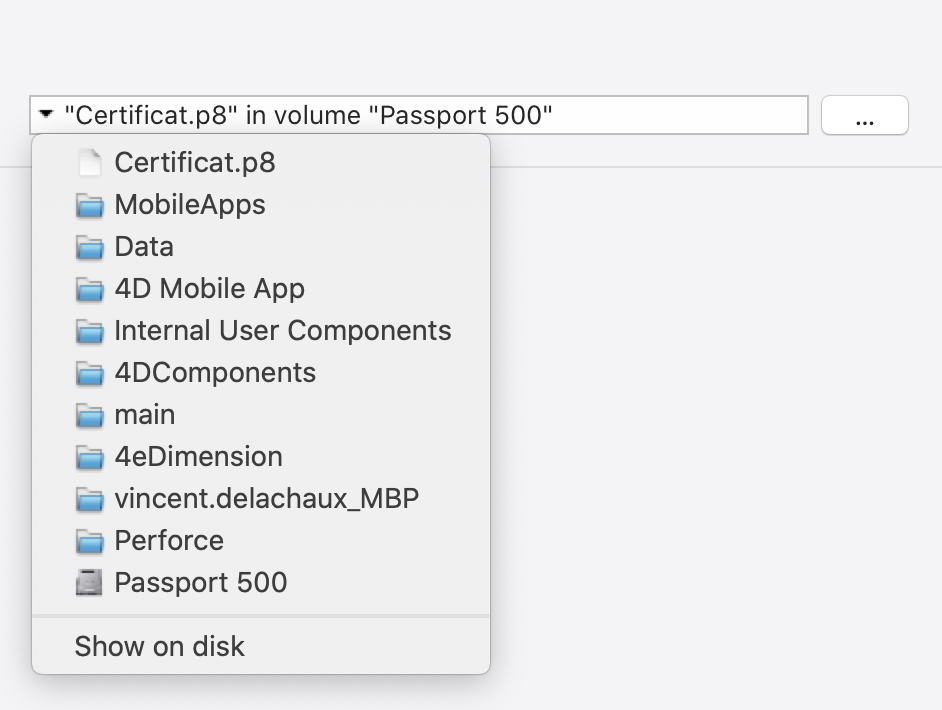 "Certificat.p8" in volume "Passport 500"
...
Certificat.p8
MobileApps
Data
4D Mobile App
Internal User Components
4DComponents
main
4eDimension
vincent.delachaux_MBP
Perforce
Passport 500
Show on disk